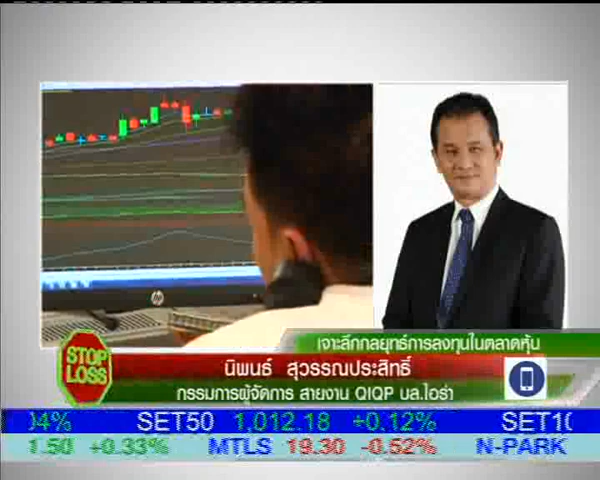 hp
เจาะลึกกลยุทธ์การลงทุนในตลาดหุ้น
STOP
LOSS
นิพนธ์ สุวรรณประสิทธิ์
กรรมการผู้จัดการ สายงาน QIQP บล.ไอร่า
04% SET50 1,012.18 +0.12% SET10
1.50 +0.33% MTLS 19.30 -0.52% N-PARK